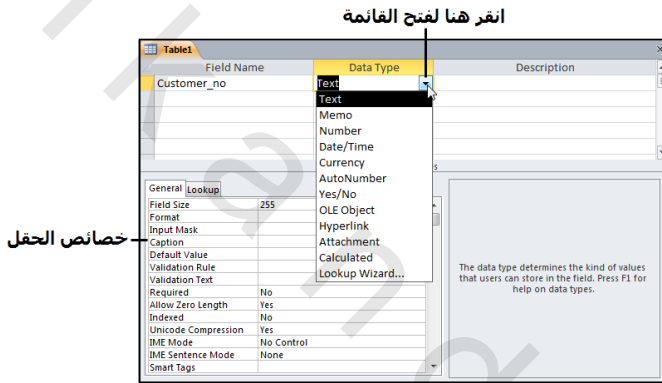 انقر هنا لفتح القائمة
Table1
Field Name Data Type Description
Customer_no Text
Text
Memo
Number
Date/Time
Currency
AutoNumber
Yes/No
OLE Object
Hyperlink
Attachment
Calculated
Lookup Wizard...
General Lookup
Field Size 255
Format
Input Mask
Caption
Default Value
Validation Rule
Validation Text
Required No
Allow Zero Length Yes
Indexed No
Unicode Compression Yes
IME Mode No Control
IME Sentence Mode None
Smart Tags
خصائص الحقل
The data type determines the kind of values
that users can store in the field. Press F1 for
help on data types.